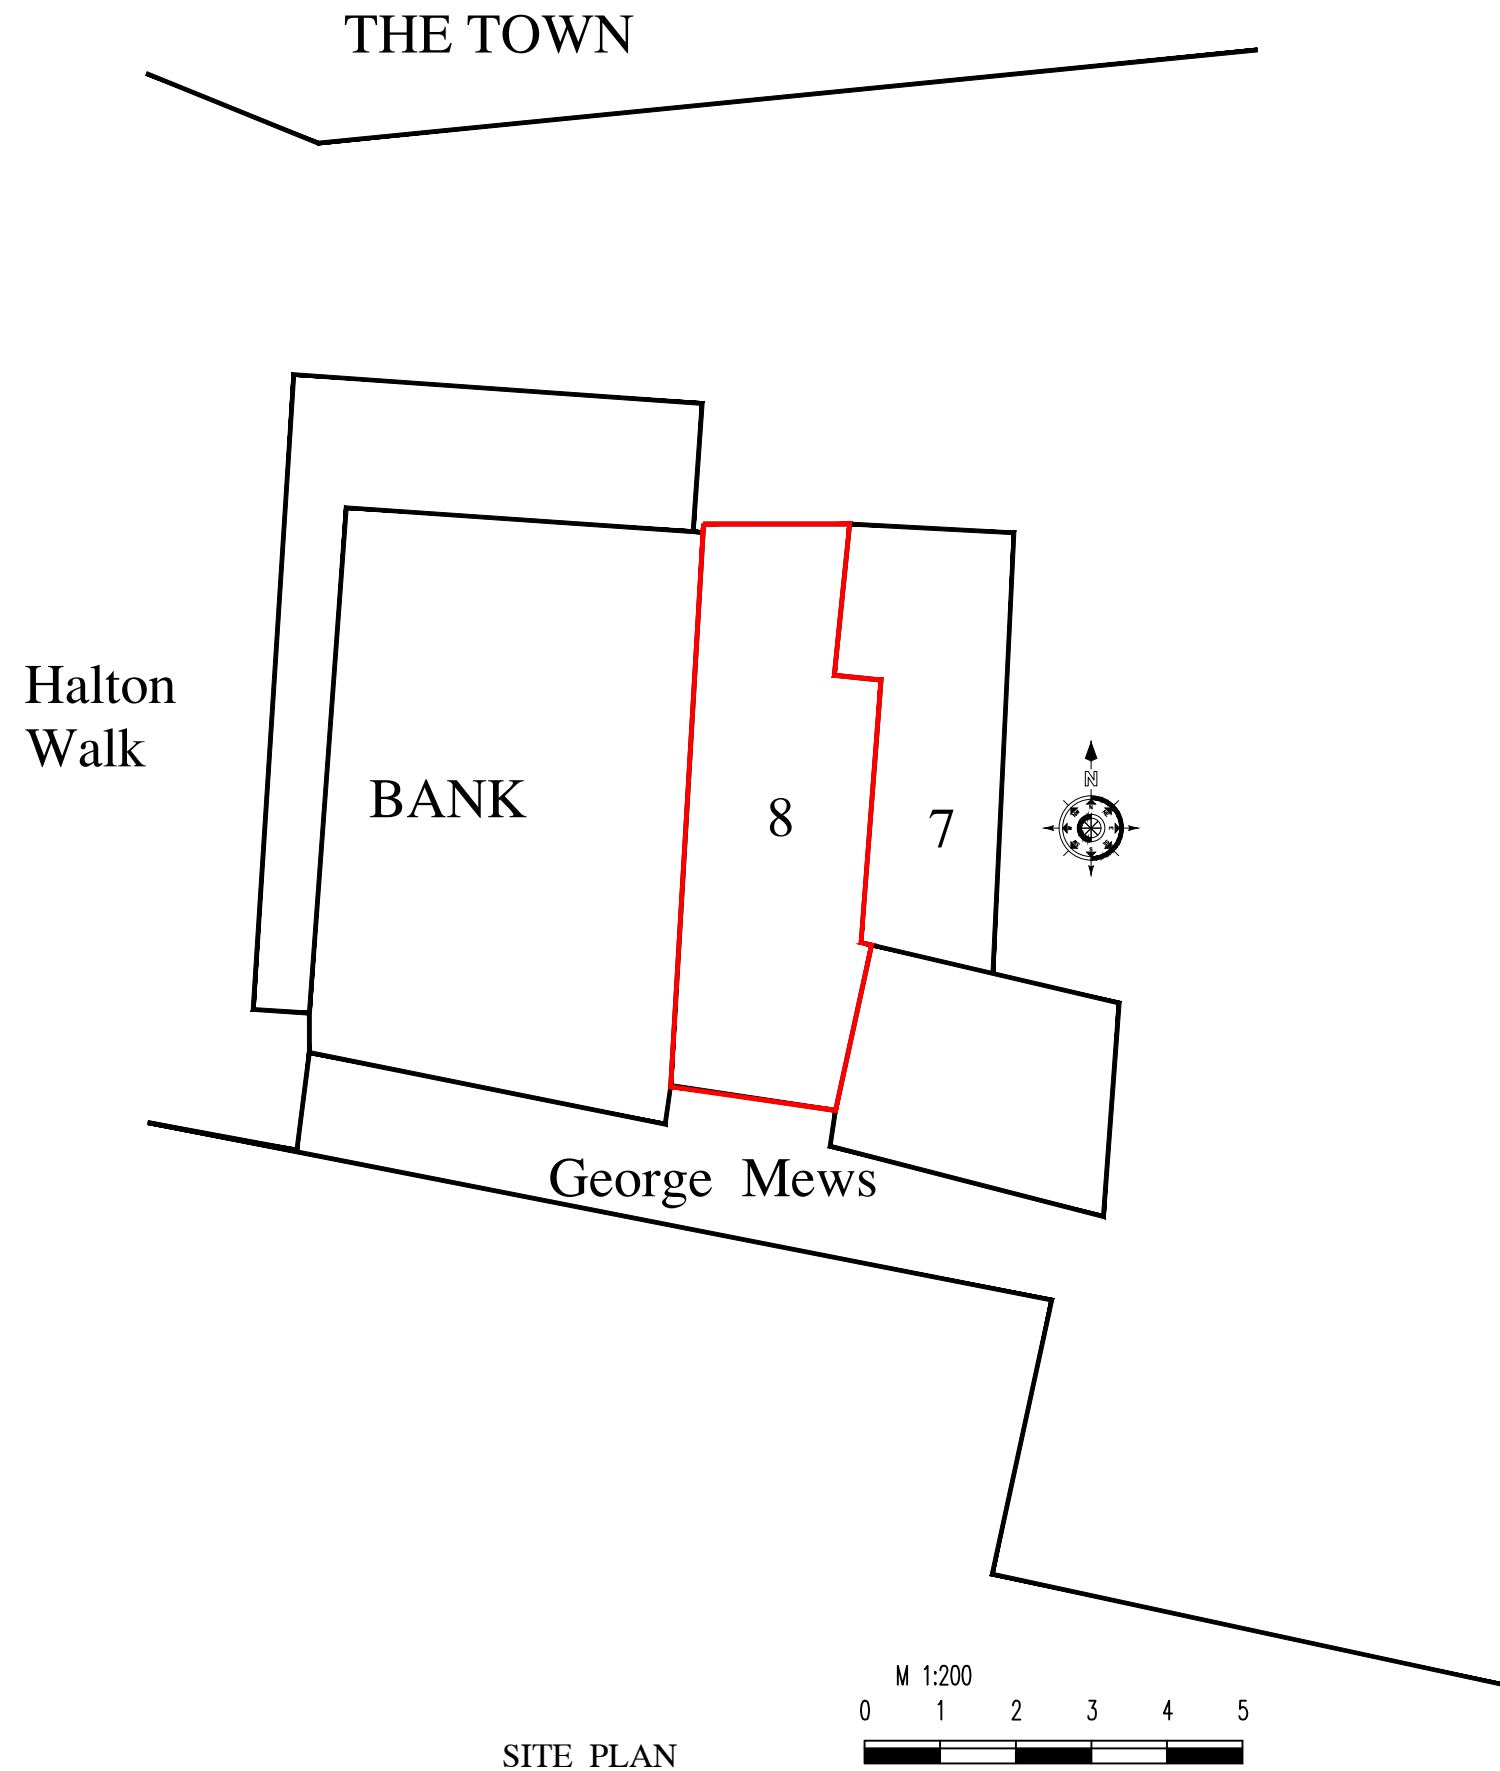 THE TOWN
Halton
Walk
BANK
8
7
N
George Mews
M 1:200
0 1 2 3 4 5
SITE PLAN